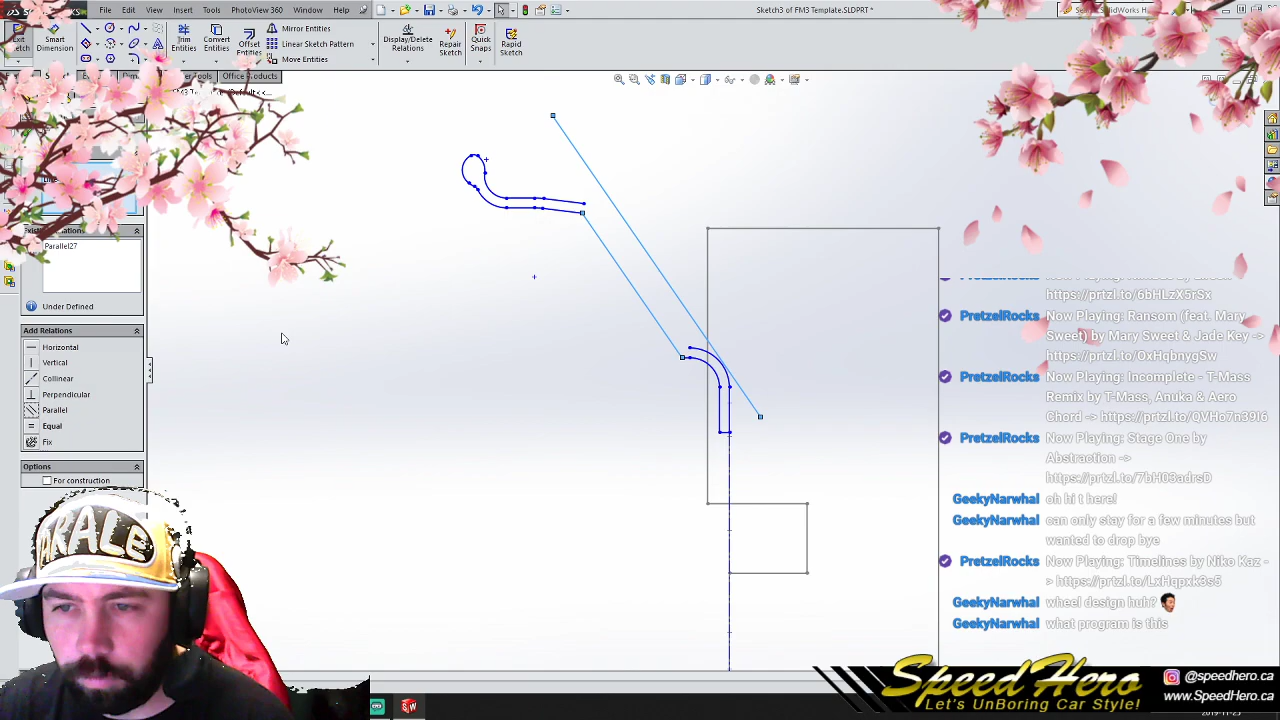 File Edit View Insert Tools PhotoView 360 Window Help
Sketch3 of FM3 Template.SLDPRT *
Smart Dimension
Trim Entities
Convert Entities
Offset Entities
Mirror Entities
Linear Sketch Pattern
Move Entities
Display/Delete Relations
Repair Sketch
Quick Snaps
Rapid Sketch
Office Products
Parallel27
Under Defined
Add Relations
Horizontal
Vertical
Collinear
Perpendicular
Parallel
Equal
Fix
Options
For construction
https://prtzl.to/6bHLzX5rSx
PretzelRocks Now Playing: Ransom (feat. Mary
Sweet) by Mary Sweet & Jade Key ->
https://prtzl.to/OxHqbnygSw
PretzelRocks Now Playing: Incomplete - T-Mass
Remix by T-Mass, Anuka & Aero
Chord -> https://prtzl.to/QVHo7n39I6
PretzelRocks Now Playing: Stage One by
Abstraction ->
https://prtzl.to/7bH03adrsD
GeekyNarwhal oh hi t here!
GeekyNarwhal can only stay for a few minutes but
wanted to drop bye
PretzelRocks Now Playing: Timelines by Niko Kaz -
> https://prtzl.to/LxHqpxk3s5
GeekyNarwhal wheel design huh?
GeekyNarwhal what program is this
SpeedHero
Let's UnBoring Car Style!
@speedhero.ca
www.SpeedHero.ca